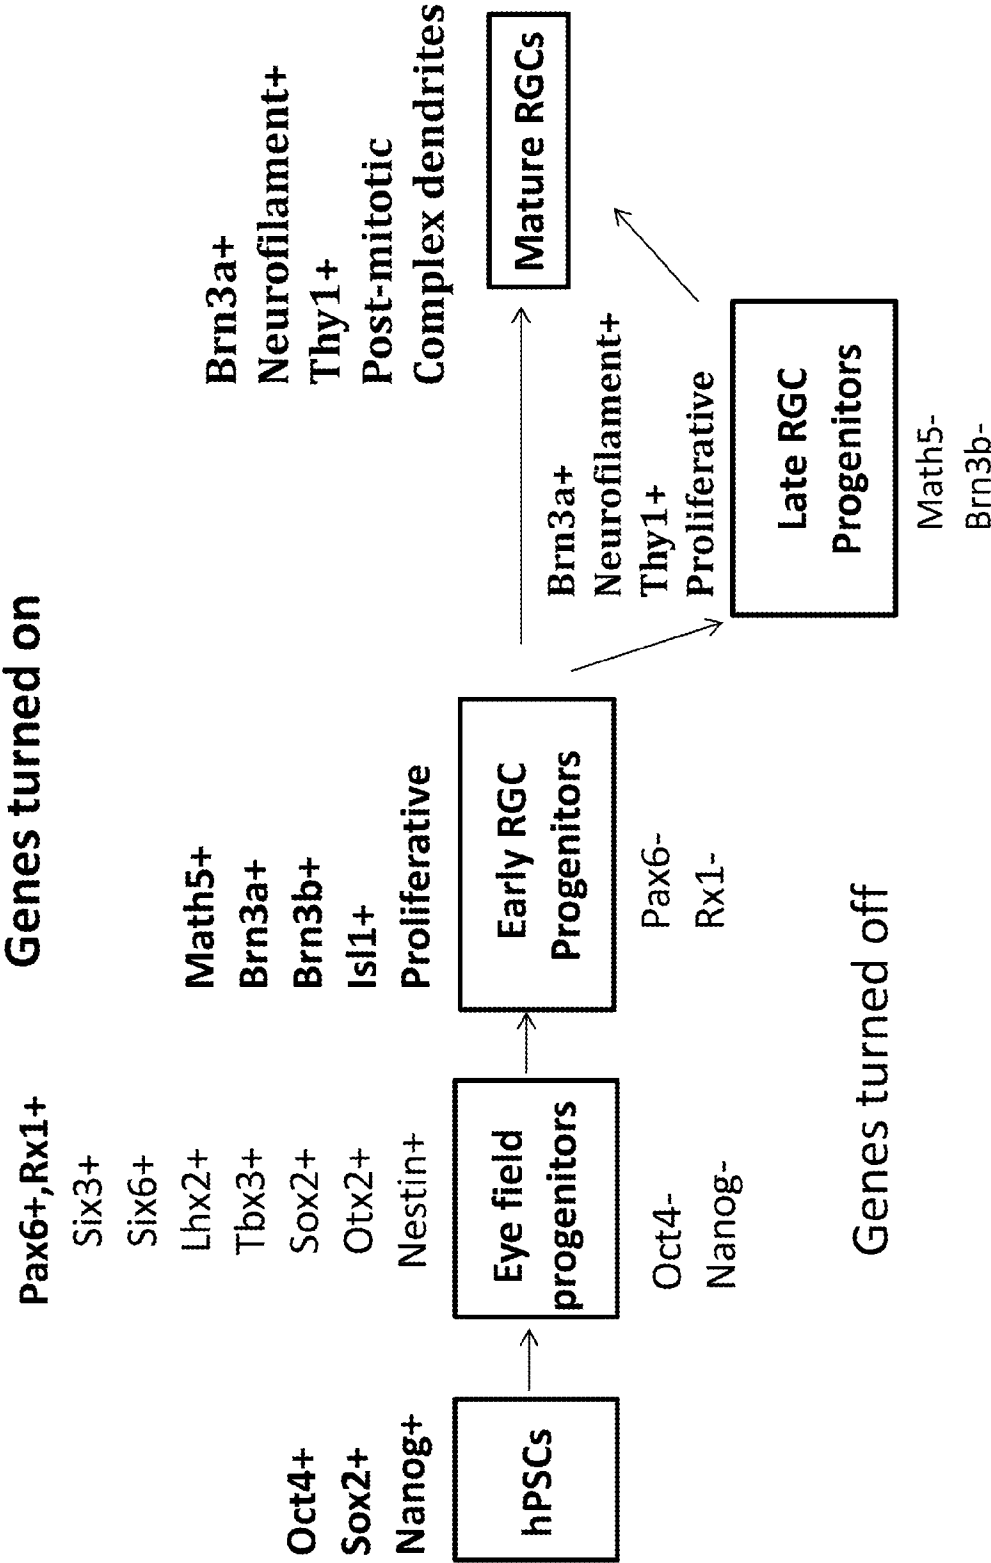 Genes turned on
Oct4+
Sox2+
Nanog+
hPSCs
Pax6+,Rx1+
Six3+
Six6+
Lhx2+
Tbx3+
Sox2+
Otx2+
Nestin+
Eye field
progenitors
Oct4-
Nanog-
Math5+
Brn3a+
Brn3b+
Isl1+
Proliferative
Early RGC
Progenitors
Pax6-
Rx1-
Brn3a+
Neurofilament+
Thy1+
Proliferative
Late RGC
Progenitors
Math5-
Brn3b-
Brn3a+
Neurofilament+
Thy1+
Post-mitotic
Complex dendrites
Mature RGCs
Genes turned off